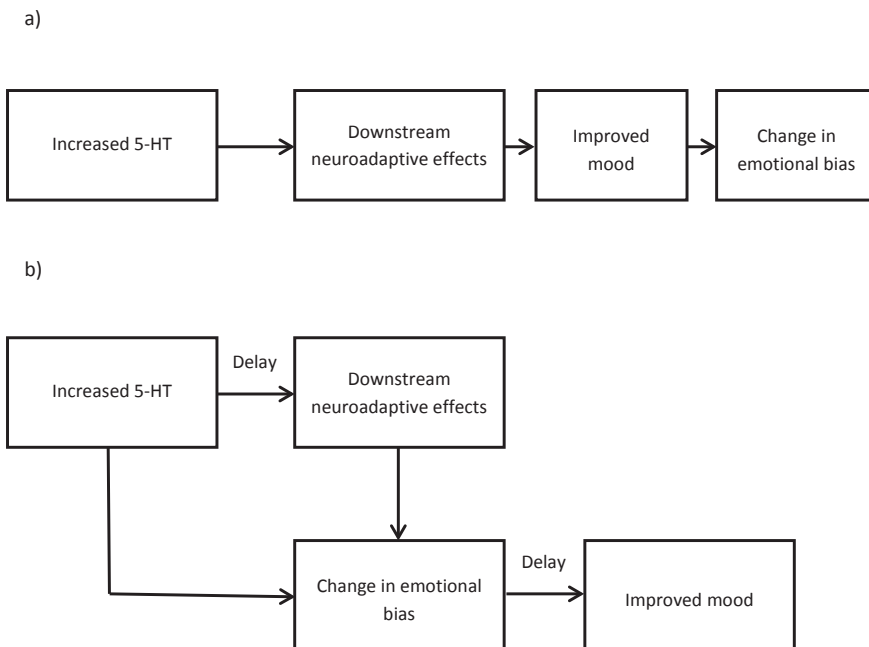 a)
Increased 5-HT
Downstream
neuroadaptive effects
Improved
mood
Change in
emotional bias
b)
Increased 5-HT
Delay
Downstream
neuroadaptive effects
Change in emotional
bias
Delay
Improved mood